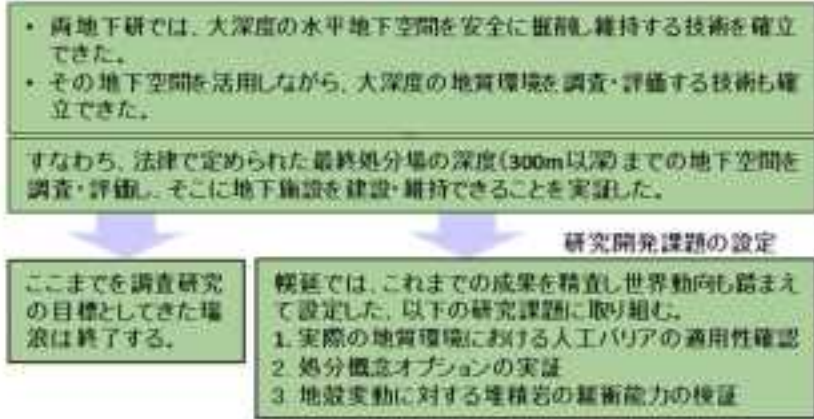 ・ 両地下研では、大深度の水平地下空間を安全に掘削し維持する技術を確立
できた。
・ その地下空間を活用しながら、大深度の地質環境を調査・評価する技術も確
立できた。
すなわち、法律で定められた最終処分場の深度(300m以深)までの地下空間を
調査・評価し、そこに地下施設を建設・維持できることを実証した。
研究開発課題の設定
ここまでを調査研究
の目標としてきた瑞
浪は終了する。
幌延では、これまでの成果を精査し世界動向も踏まえ
て設定した、以下の研究課題に取り組む。
1. 実際の地質環境における人工バリアの適用性確認
2 処分概念オプションの実証
3 地殻変動に対する堆積岩の緩衝能力の検証